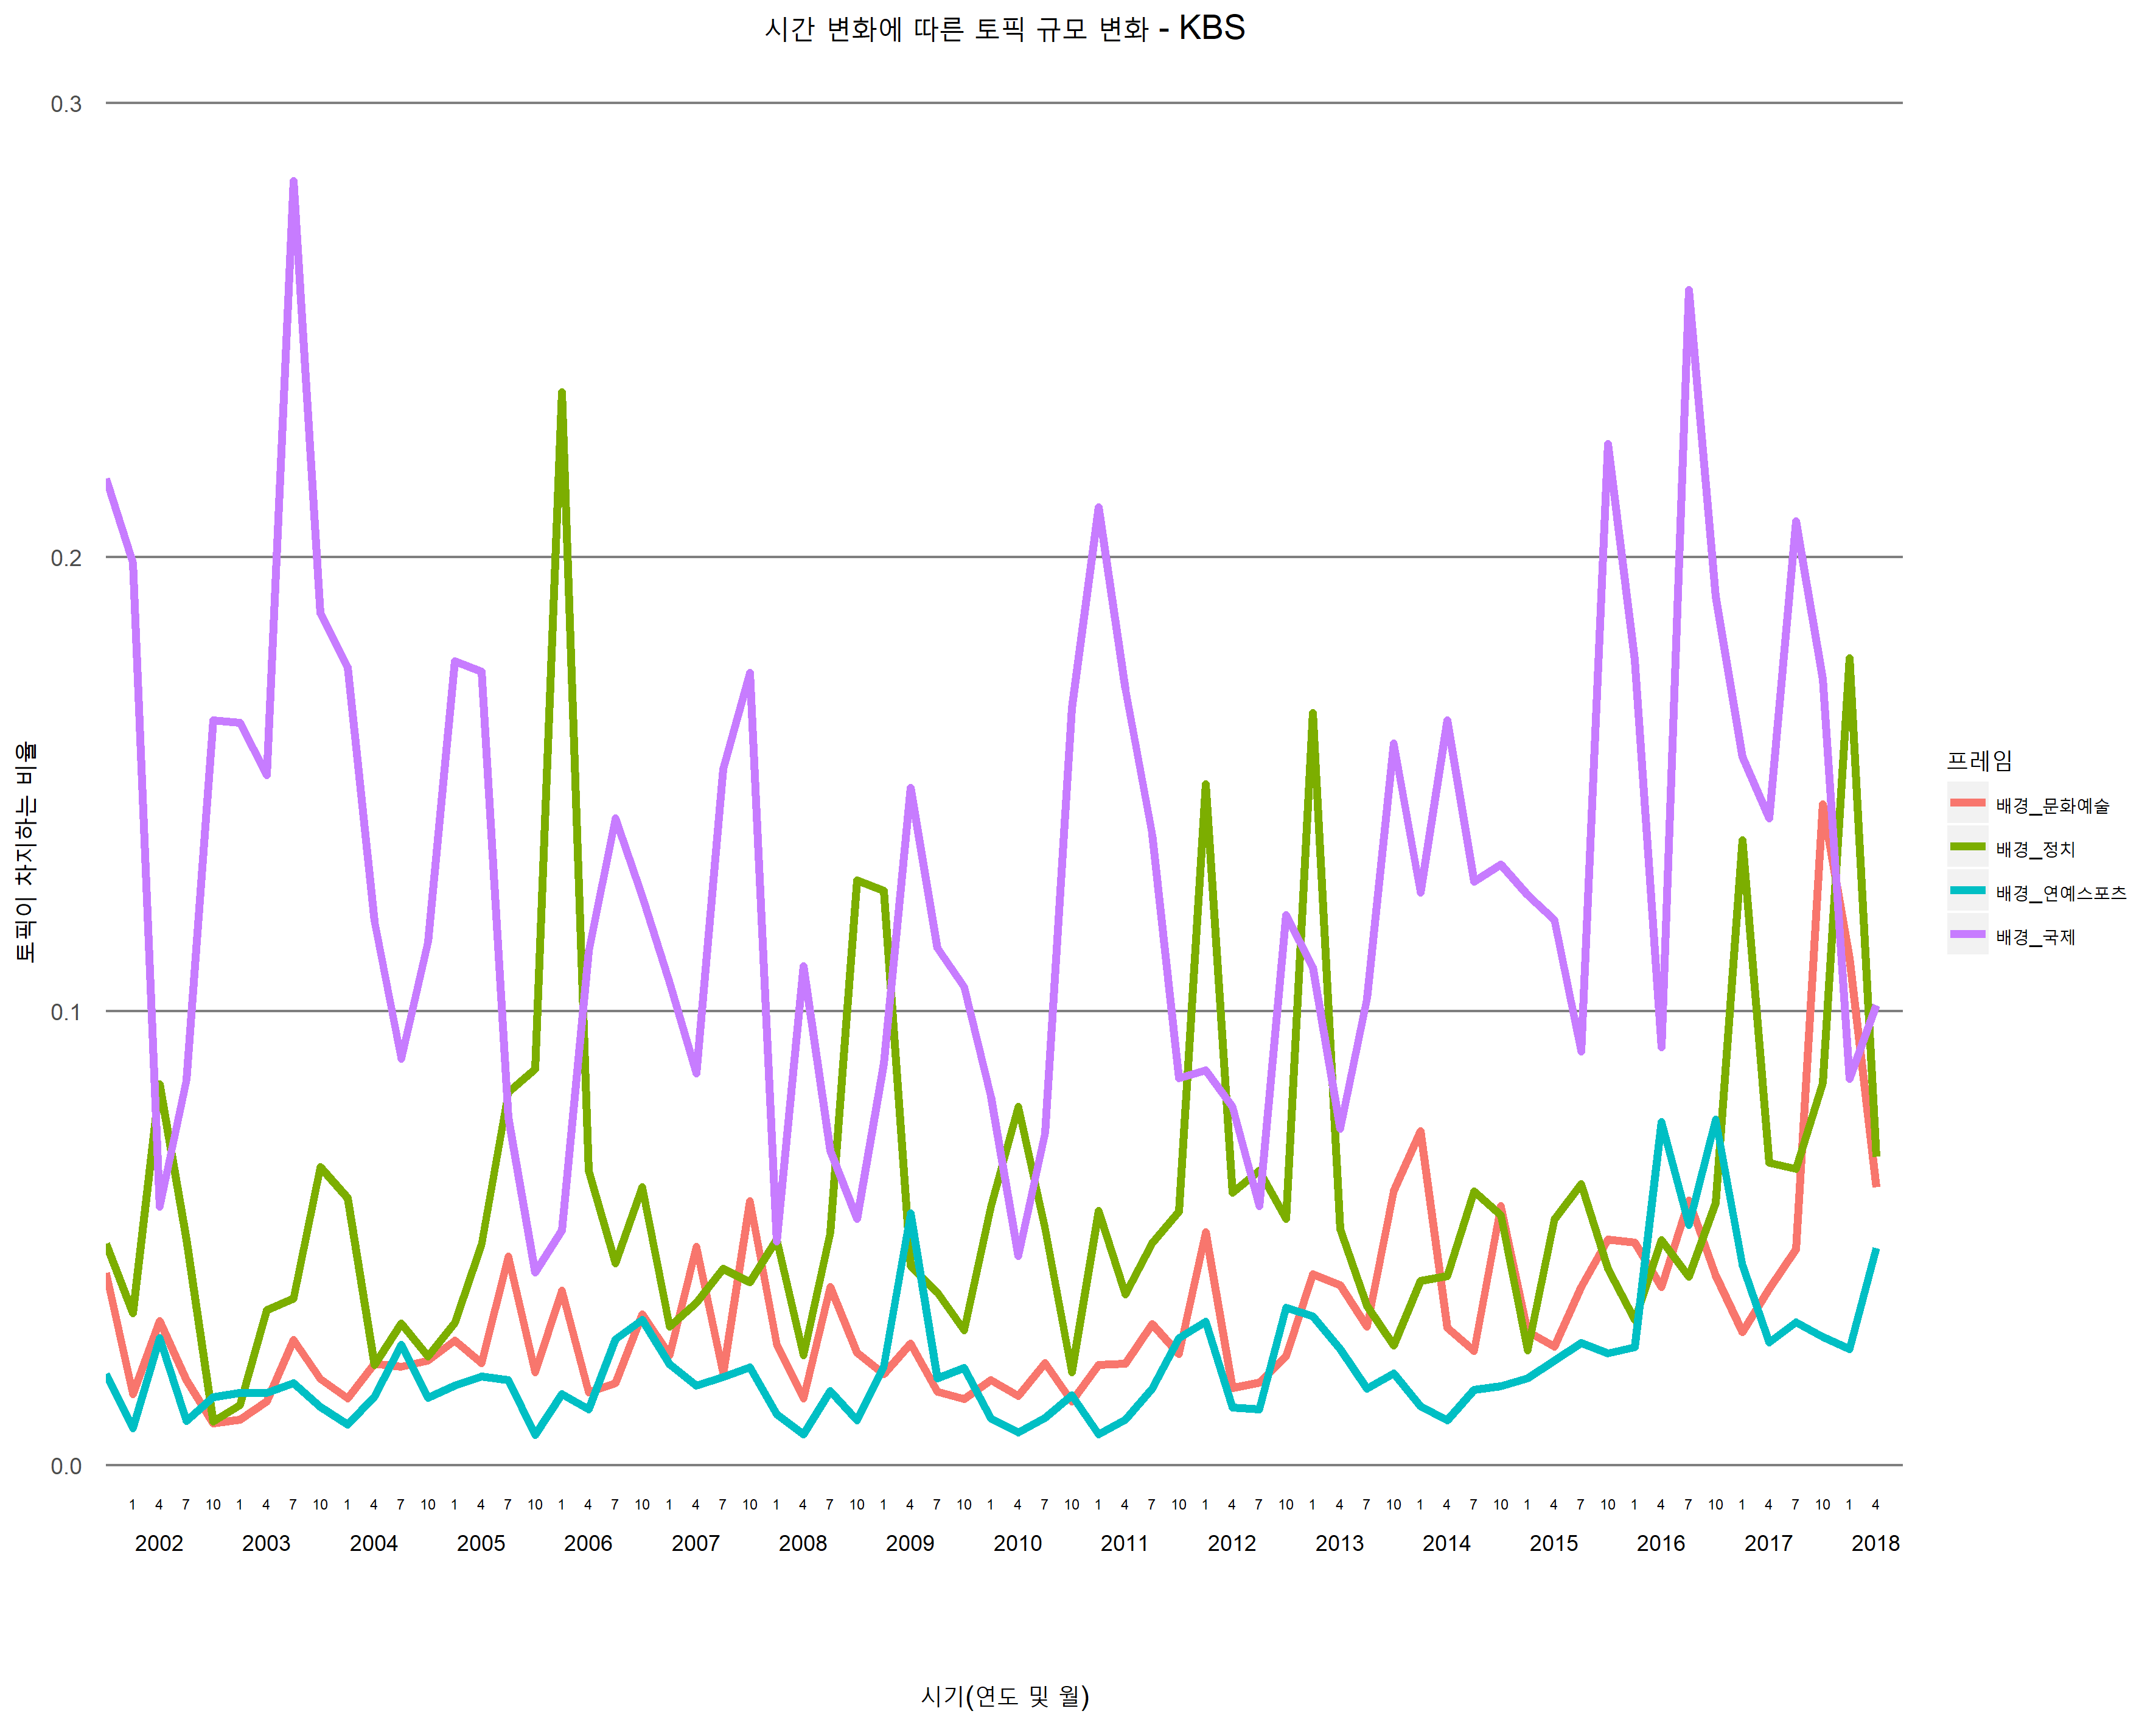 시간 변화에 따른 토픽 규모 변화 - KBS
토픽이 차지하는 비율
0.3
0.2
0.1
0.0
1 4 7 10 1 4 7 10 1 4 7 10 1 4 7 10 1 4 7 10 1 4 7 10 1 4 7 10 1 4 7 10 1 4 7 10 1 4 7 10 1 4 7 10 1 4 7 10 1 4 7 10 1 4 7 10 1 4 7 10 1 4 7 10 1 4
2002 2003 2004 2005 2006 2007 2008 2009 2010 2011 2012 2013 2014 2015 2016 2017 2018
시기(연도 및 월)
프레임
배경_문화예술
배경_정치
배경_연예스포츠
배경_국제